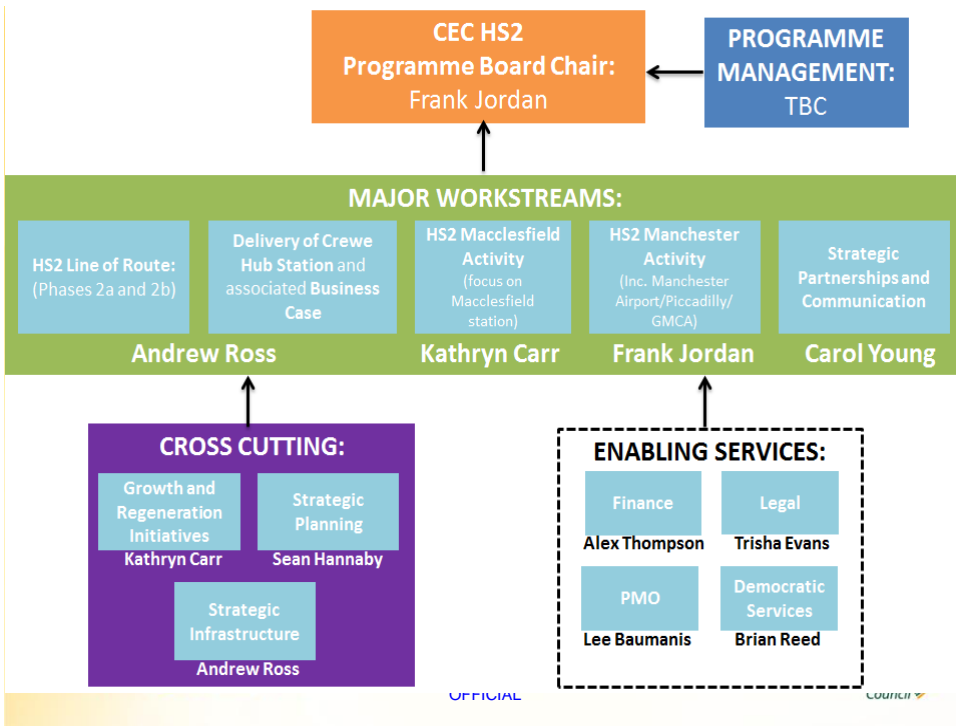 CEC HS2
Programme Board Chair:
Frank Jordan
PROGRAMME
MANAGEMENT:
TBC
MAJOR WORKSTREAMS:
HS2 Line of Route:
(Phases 2a and 2b)
Delivery of Crewe
Hub Station and
associated Business
Case
HS2 Macclesfield
Activity
(focus on
Macclesfield
station)
HS2 Manchester
Activity
(Inc. Manchester
Airport/Piccadilly/
GMCA)
Strategic
Partnerships and
Communication
Andrew Ross
Kathryn Carr
Frank Jordan
Carol Young
CROSS CUTTING:
Growth and
Regeneration
Initiatives
Kathryn Carr
Strategic
Planning
Sean Hannaby
Strategic
Infrastructure
Andrew Ross
ENABLING SERVICES:
Finance
Alex Thompson
Legal
Trisha Evans
PMO
Lee Baumanis
Democratic
Services
Brian Reed
OFFICIAL
Council